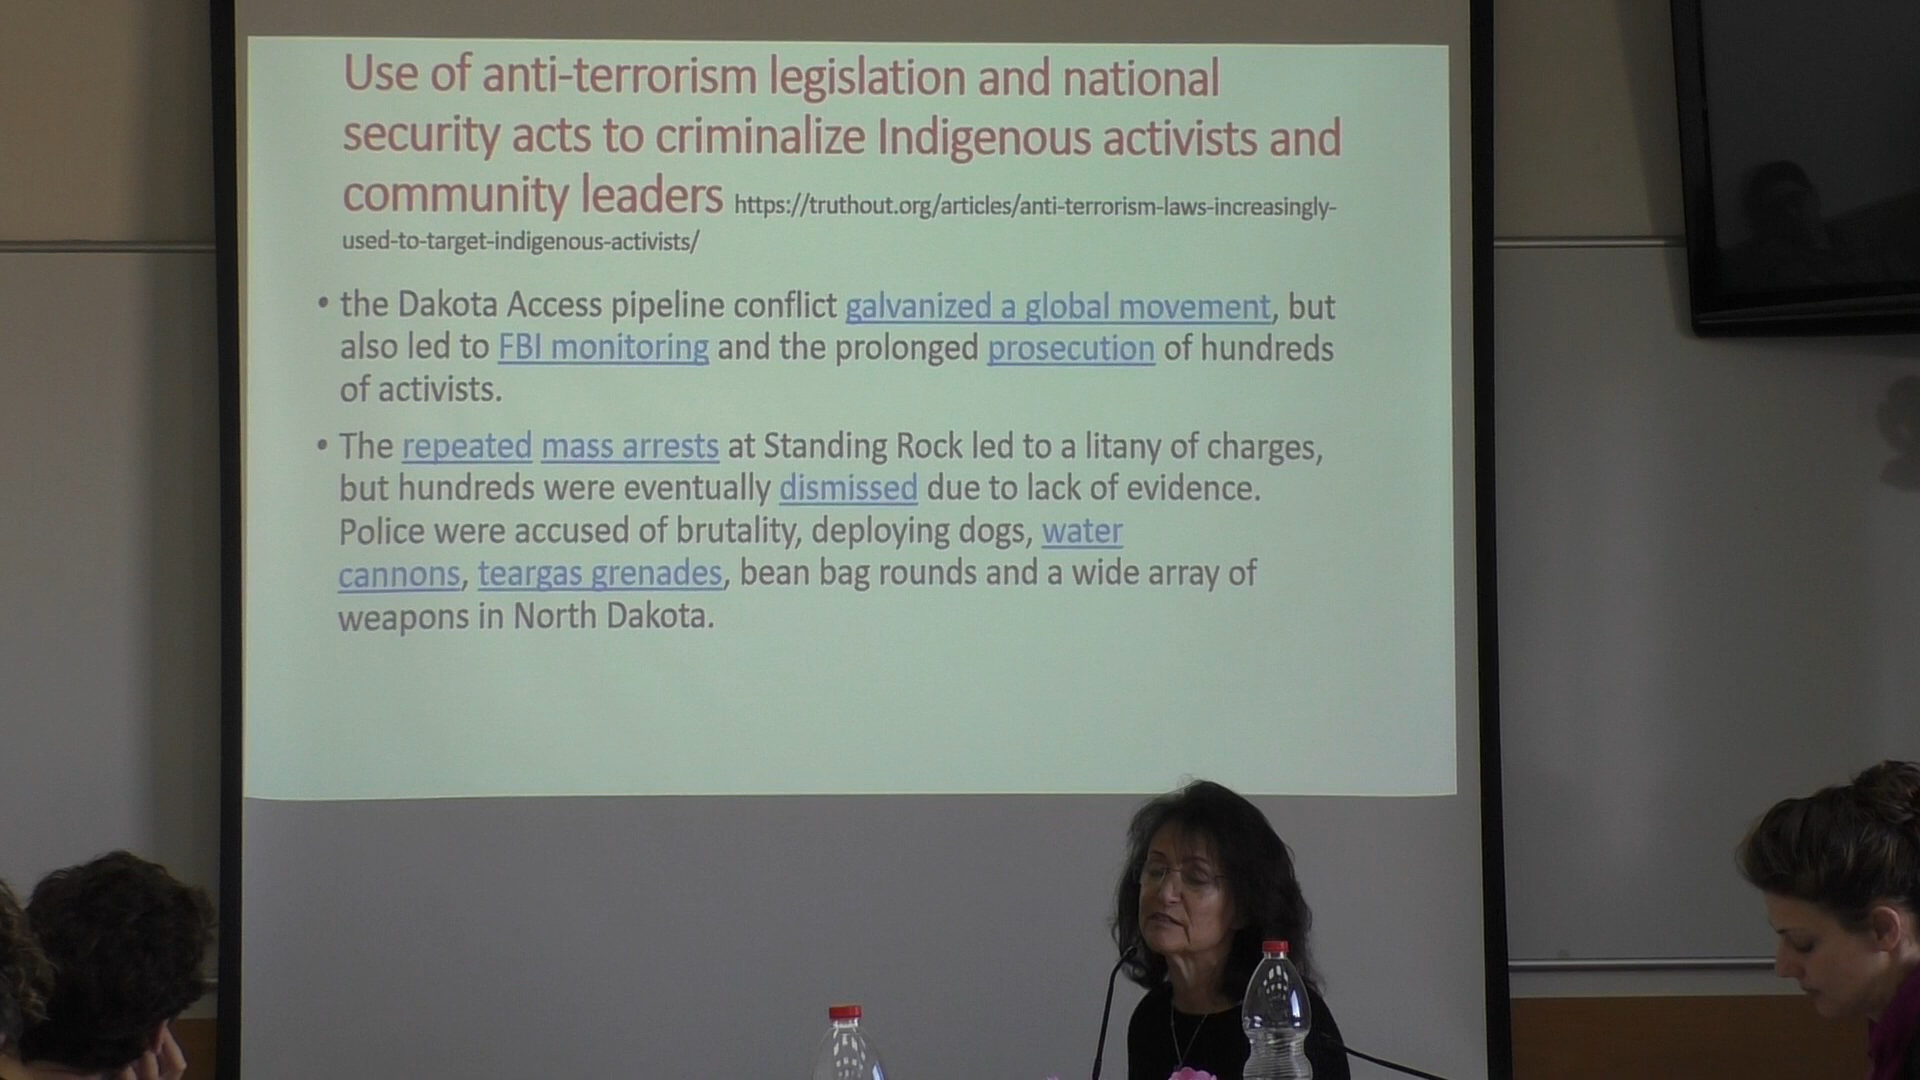 Use of anti-terrorism legislation and national
security acts to criminalize Indigenous activists and
community leaders https://truthout.org/articles/anti-terrorism-laws-increasingly-
used-to-target-indigenous-activists/
• the Dakota Access pipeline conflict galvanized a global movement, but
also led to FBI monitoring and the prolonged prosecution of hundreds
of activists.
• The repeated mass arrests at Standing Rock led to a litany of charges,
but hundreds were eventually dismissed due to lack of evidence.
Police were accused of brutality, deploying dogs, water
cannons, teargas grenades, bean bag rounds and a wide array of
weapons in North Dakota.